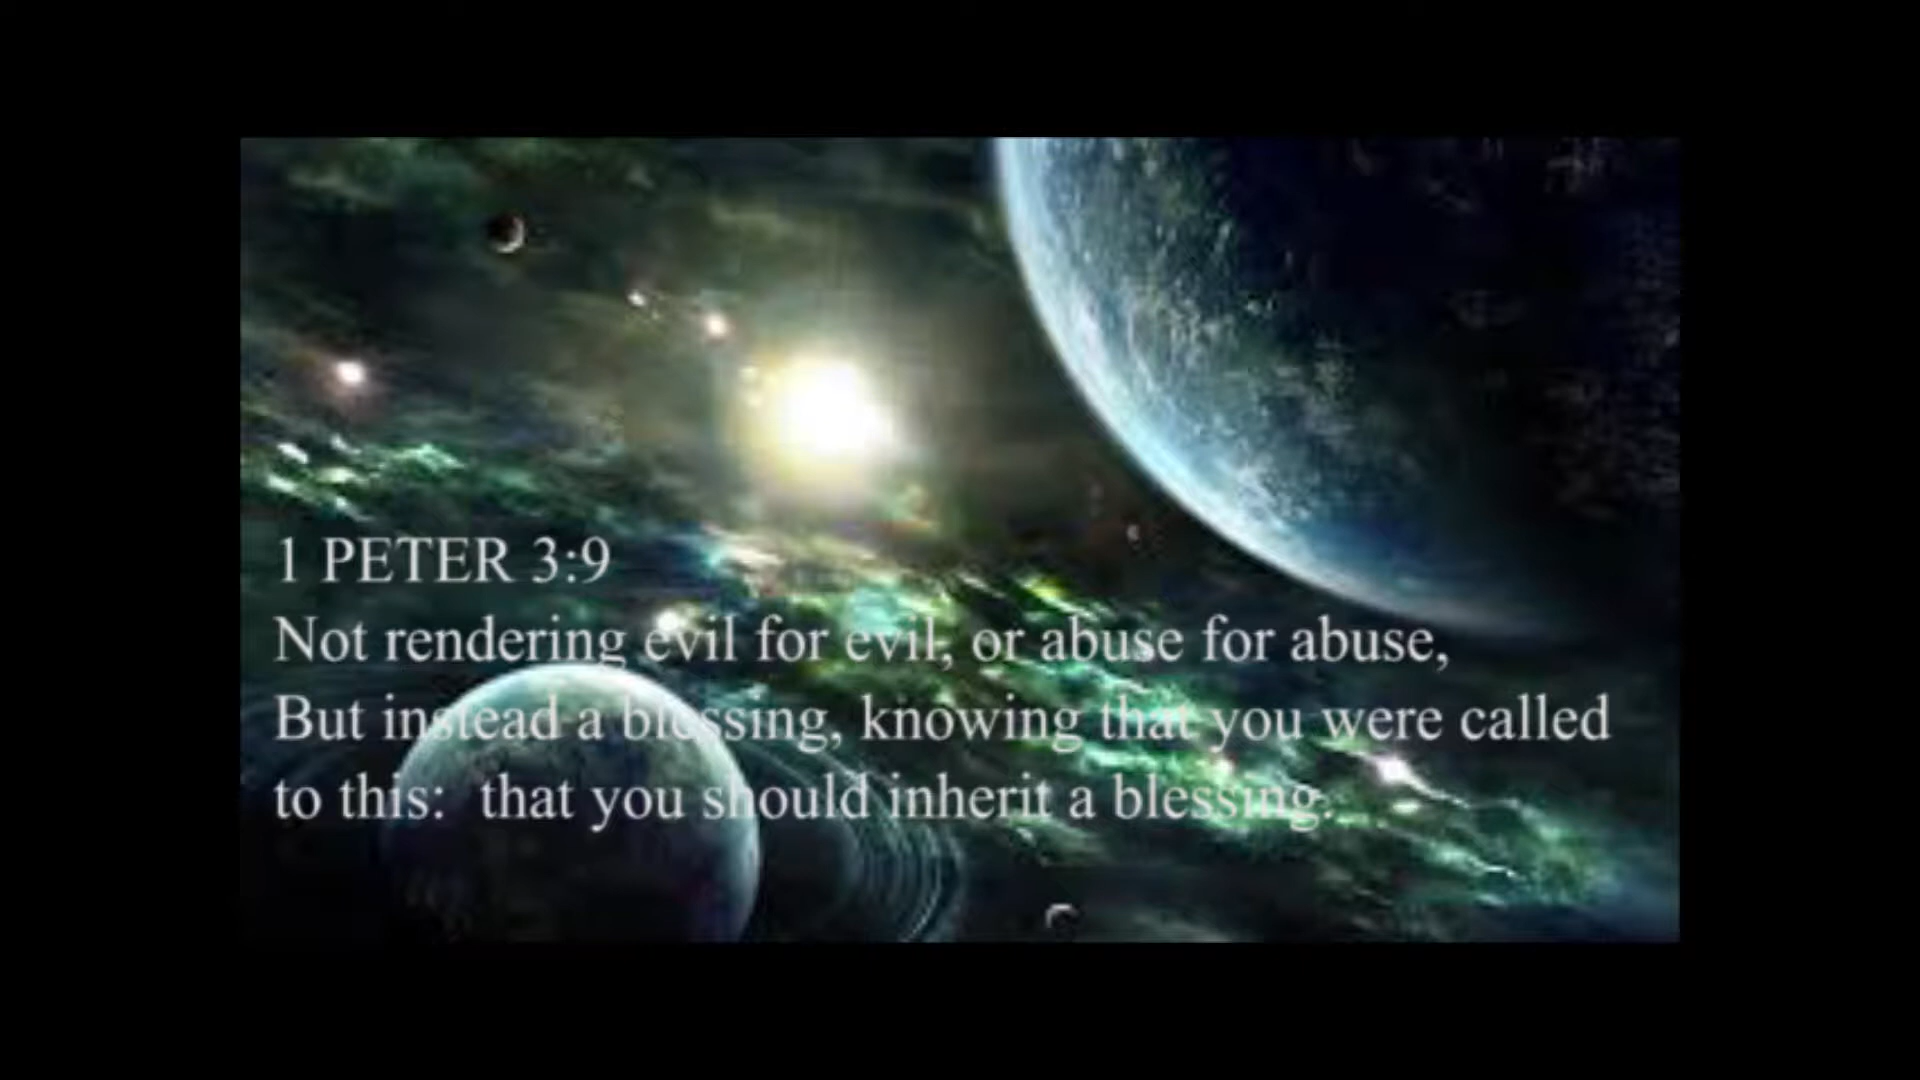 1 PETER 3:9
Not rendering evil for evil, or abuse for abuse,
But instead a blessing, knowing that you were called
to this:  that you should inherit a blessing.